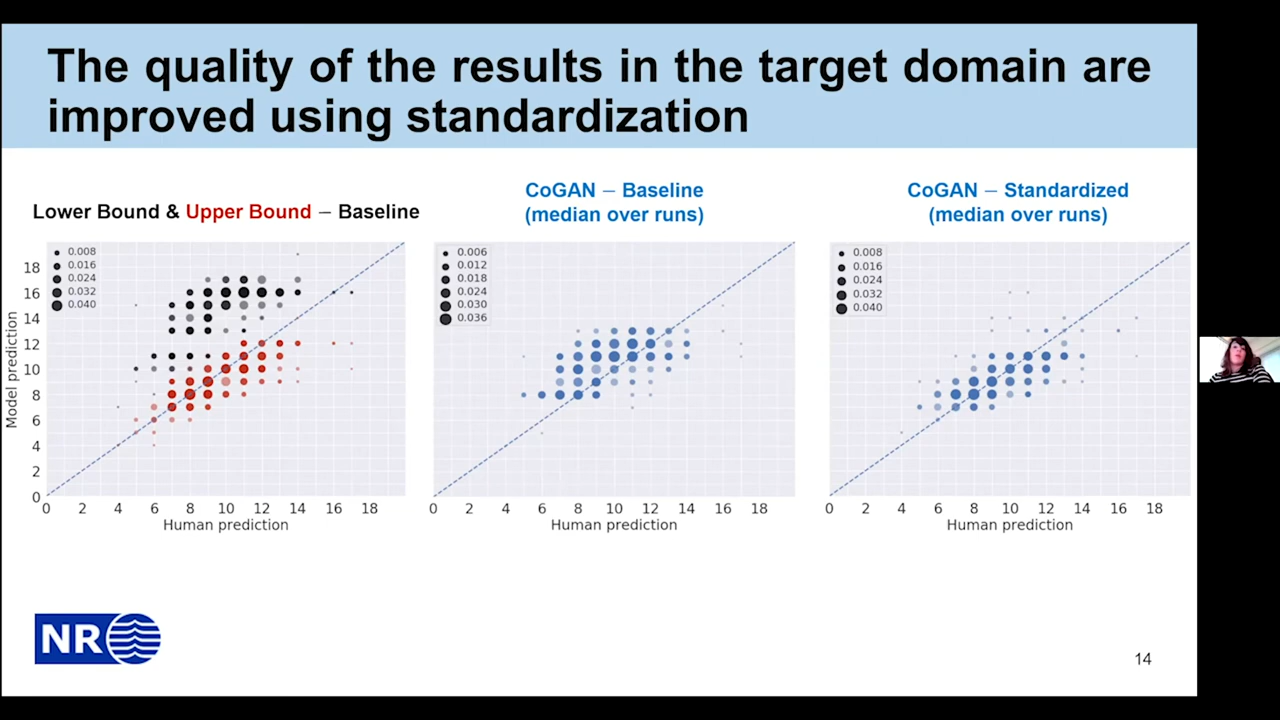 The quality of the results in the target domain are
improved using standardization
Lower Bound & Upper Bound – Baseline
CoGAN – Baseline
(median over runs)
CoGAN – Standardized
(median over runs)
0.008
0.016
0.024
0.032
0.040
18
16
14
12
10
8
6
4
2
0
Model prediction
0 2 4 6 8 10 12 14 16 18
Human prediction
0.006
0.012
0.018
0.024
0.030
0.036
0 2 4 6 8 10 12 14 16 18
Human prediction
0.008
0.016
0.024
0.032
0.040
0 2 4 6 8 10 12 14 16 18
Human prediction
NR
14